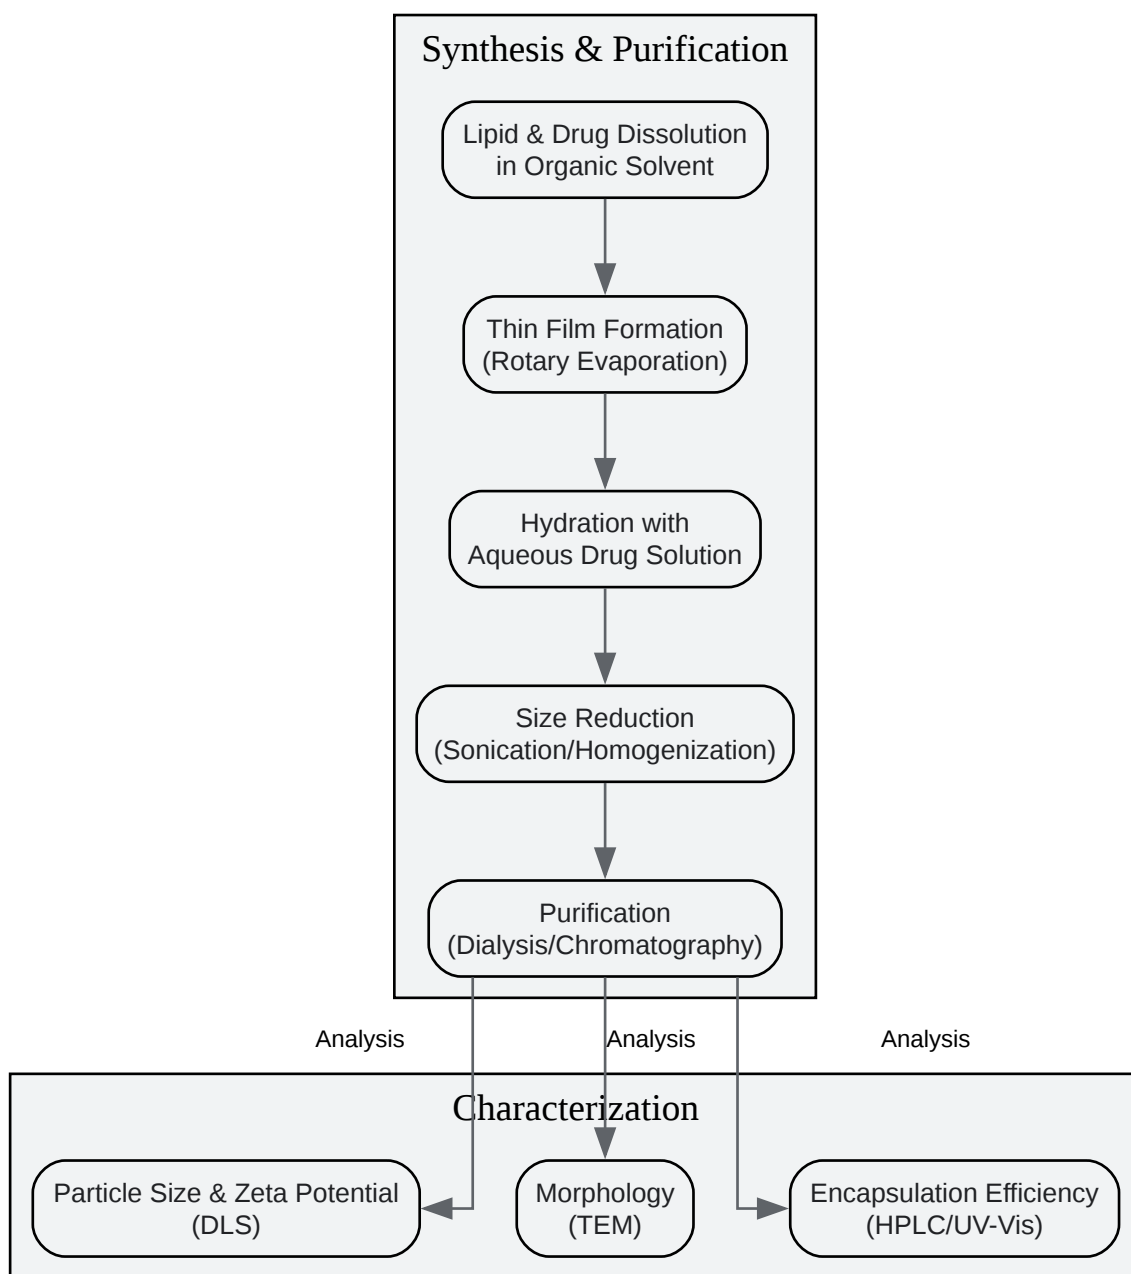 Synthesis & Purification
Lipid & Drug Dissolution
in Organic Solvent
Thin Film Formation
(Rotary Evaporation)
Hydration with
Aqueous Drug Solution
Size Reduction
(Sonication/Homogenization)
Purification
(Dialysis/Chromatography)
Analysis
Analysis
Analysis
Characterization
Particle Size & Zeta Potential
(DLS)
Morphology
(TEM)
Encapsulation Efficiency
(HPLC/UV-Vis)